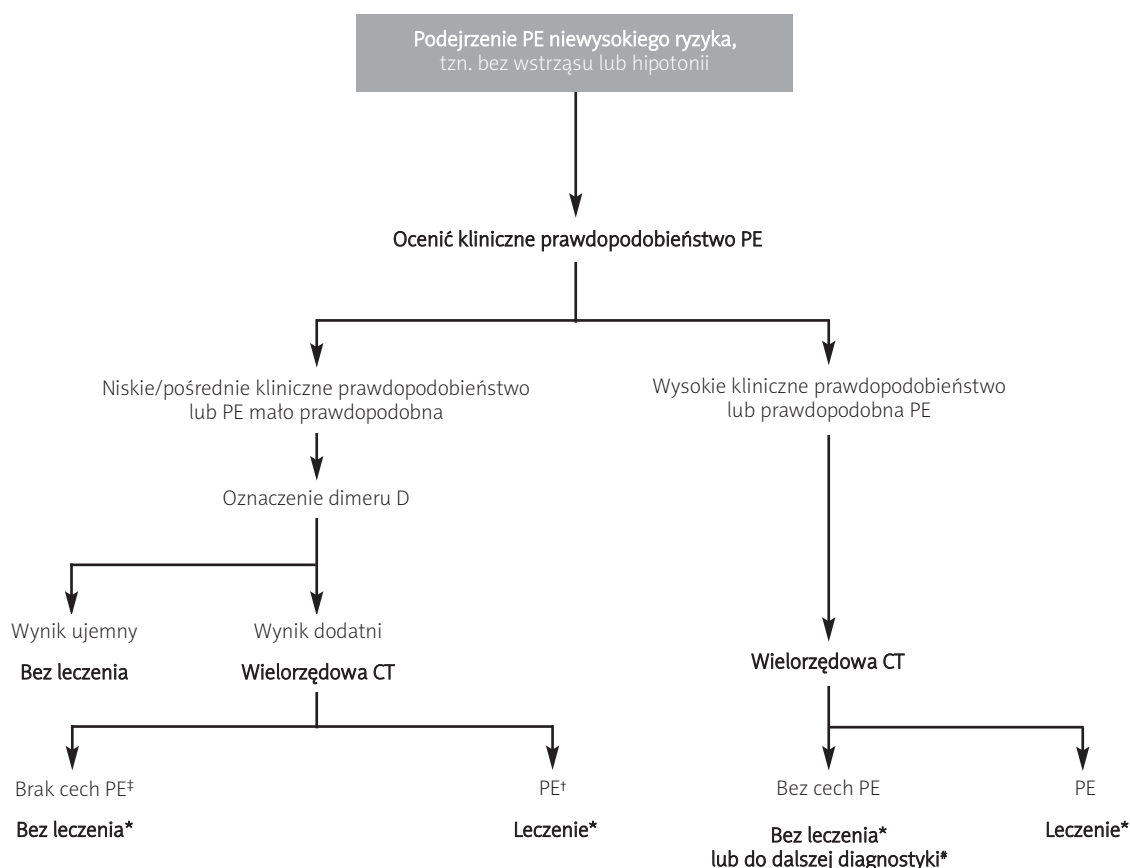 Podejrzenie PE niewysokiego ryzyka,
tzn. bez wstrząsu lub hipotonii
Ocenić kliniczne prawdopodobieństwo PE
Niskie/pośrednie kliniczne prawdopodobieństwo
lub PE mało prawdopodobna
Wysokie kliniczne prawdopodobieństwo
lub prawdopodobna PE
Oznaczenie dimeru D
Wynik ujemny
Bez leczenia
Wynik dodatni
Wielorzędowa CT
Wielorzędowa CT
Brak cech PE‡
Bez leczenia*
PE†
Leczenie*
Bez cech PE
Bez leczenia*
lub do dalszej diagnostyki#
PE
Leczenie*